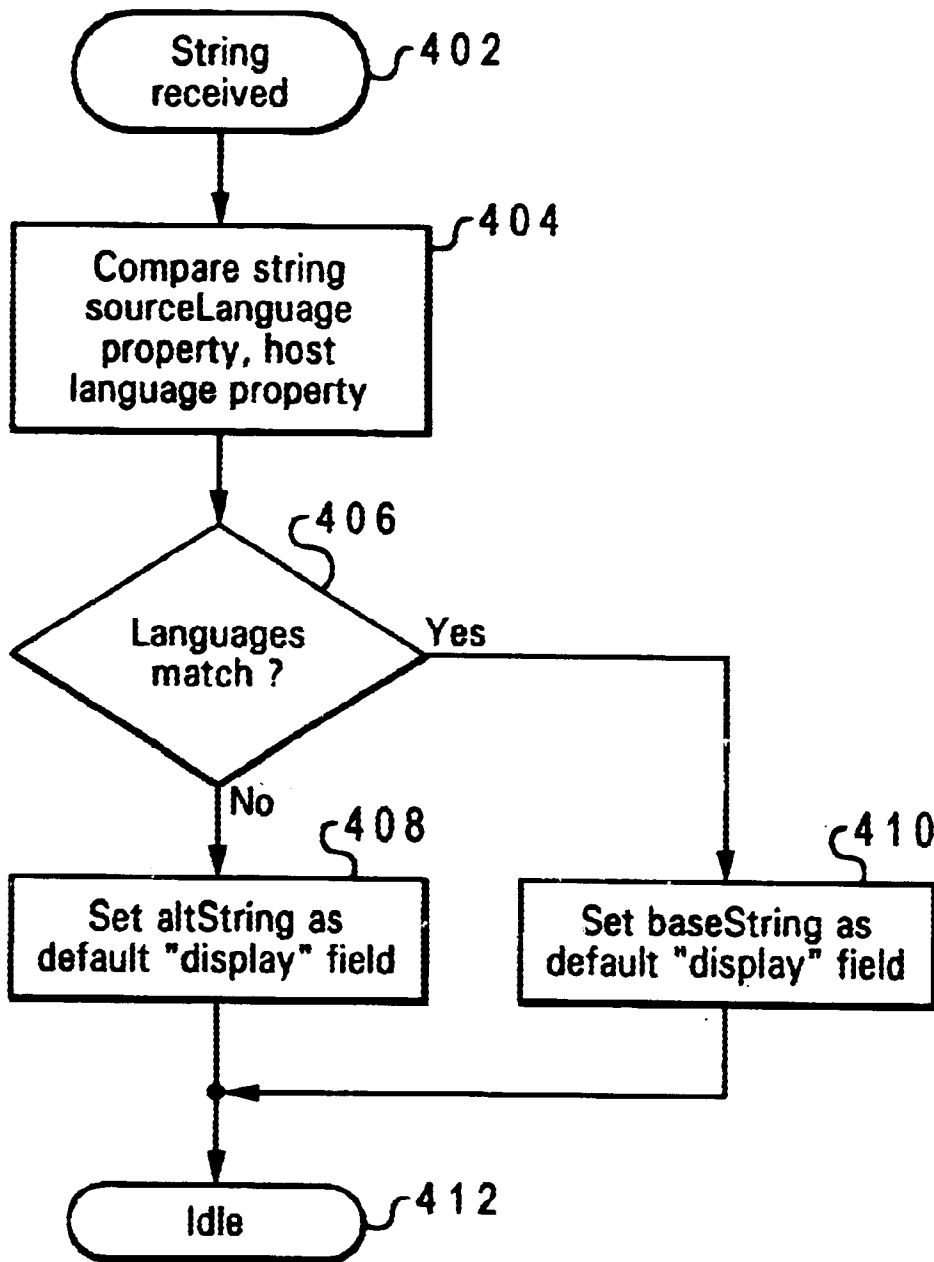 String
received
402
404
Compare string
sourceLanguage
property, host
language property
406
Languages
match ?
Yes
No
408
Set altString as
default "display" field
410
Set baseString as
default "display" field
Idle
412